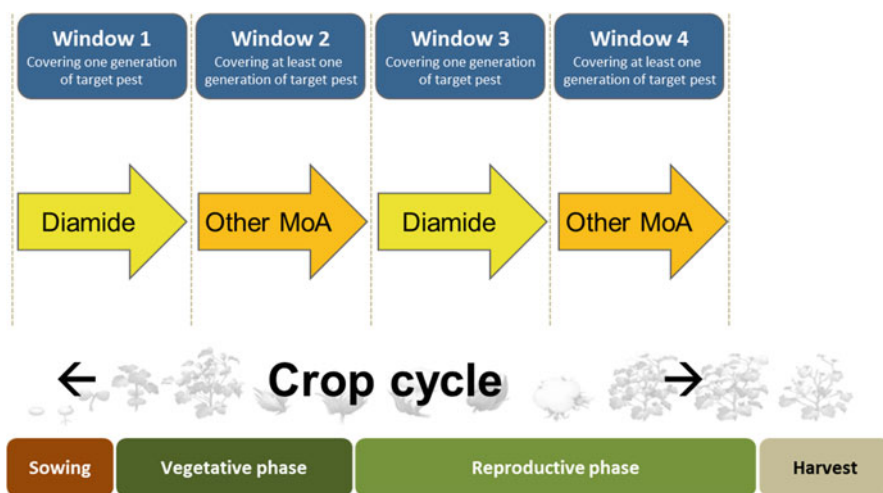 Window 1
Covering one generation
of target pest
Window 2
Covering at least one
generation of target pest
Window 3
Covering one generation
of target pest
Window 4
Covering at least one
generation of target pest
Diamide
Other MoA
Diamide
Other MoA
← Crop cycle →
Sowing
Vegetative phase
Reproductive phase
Harvest